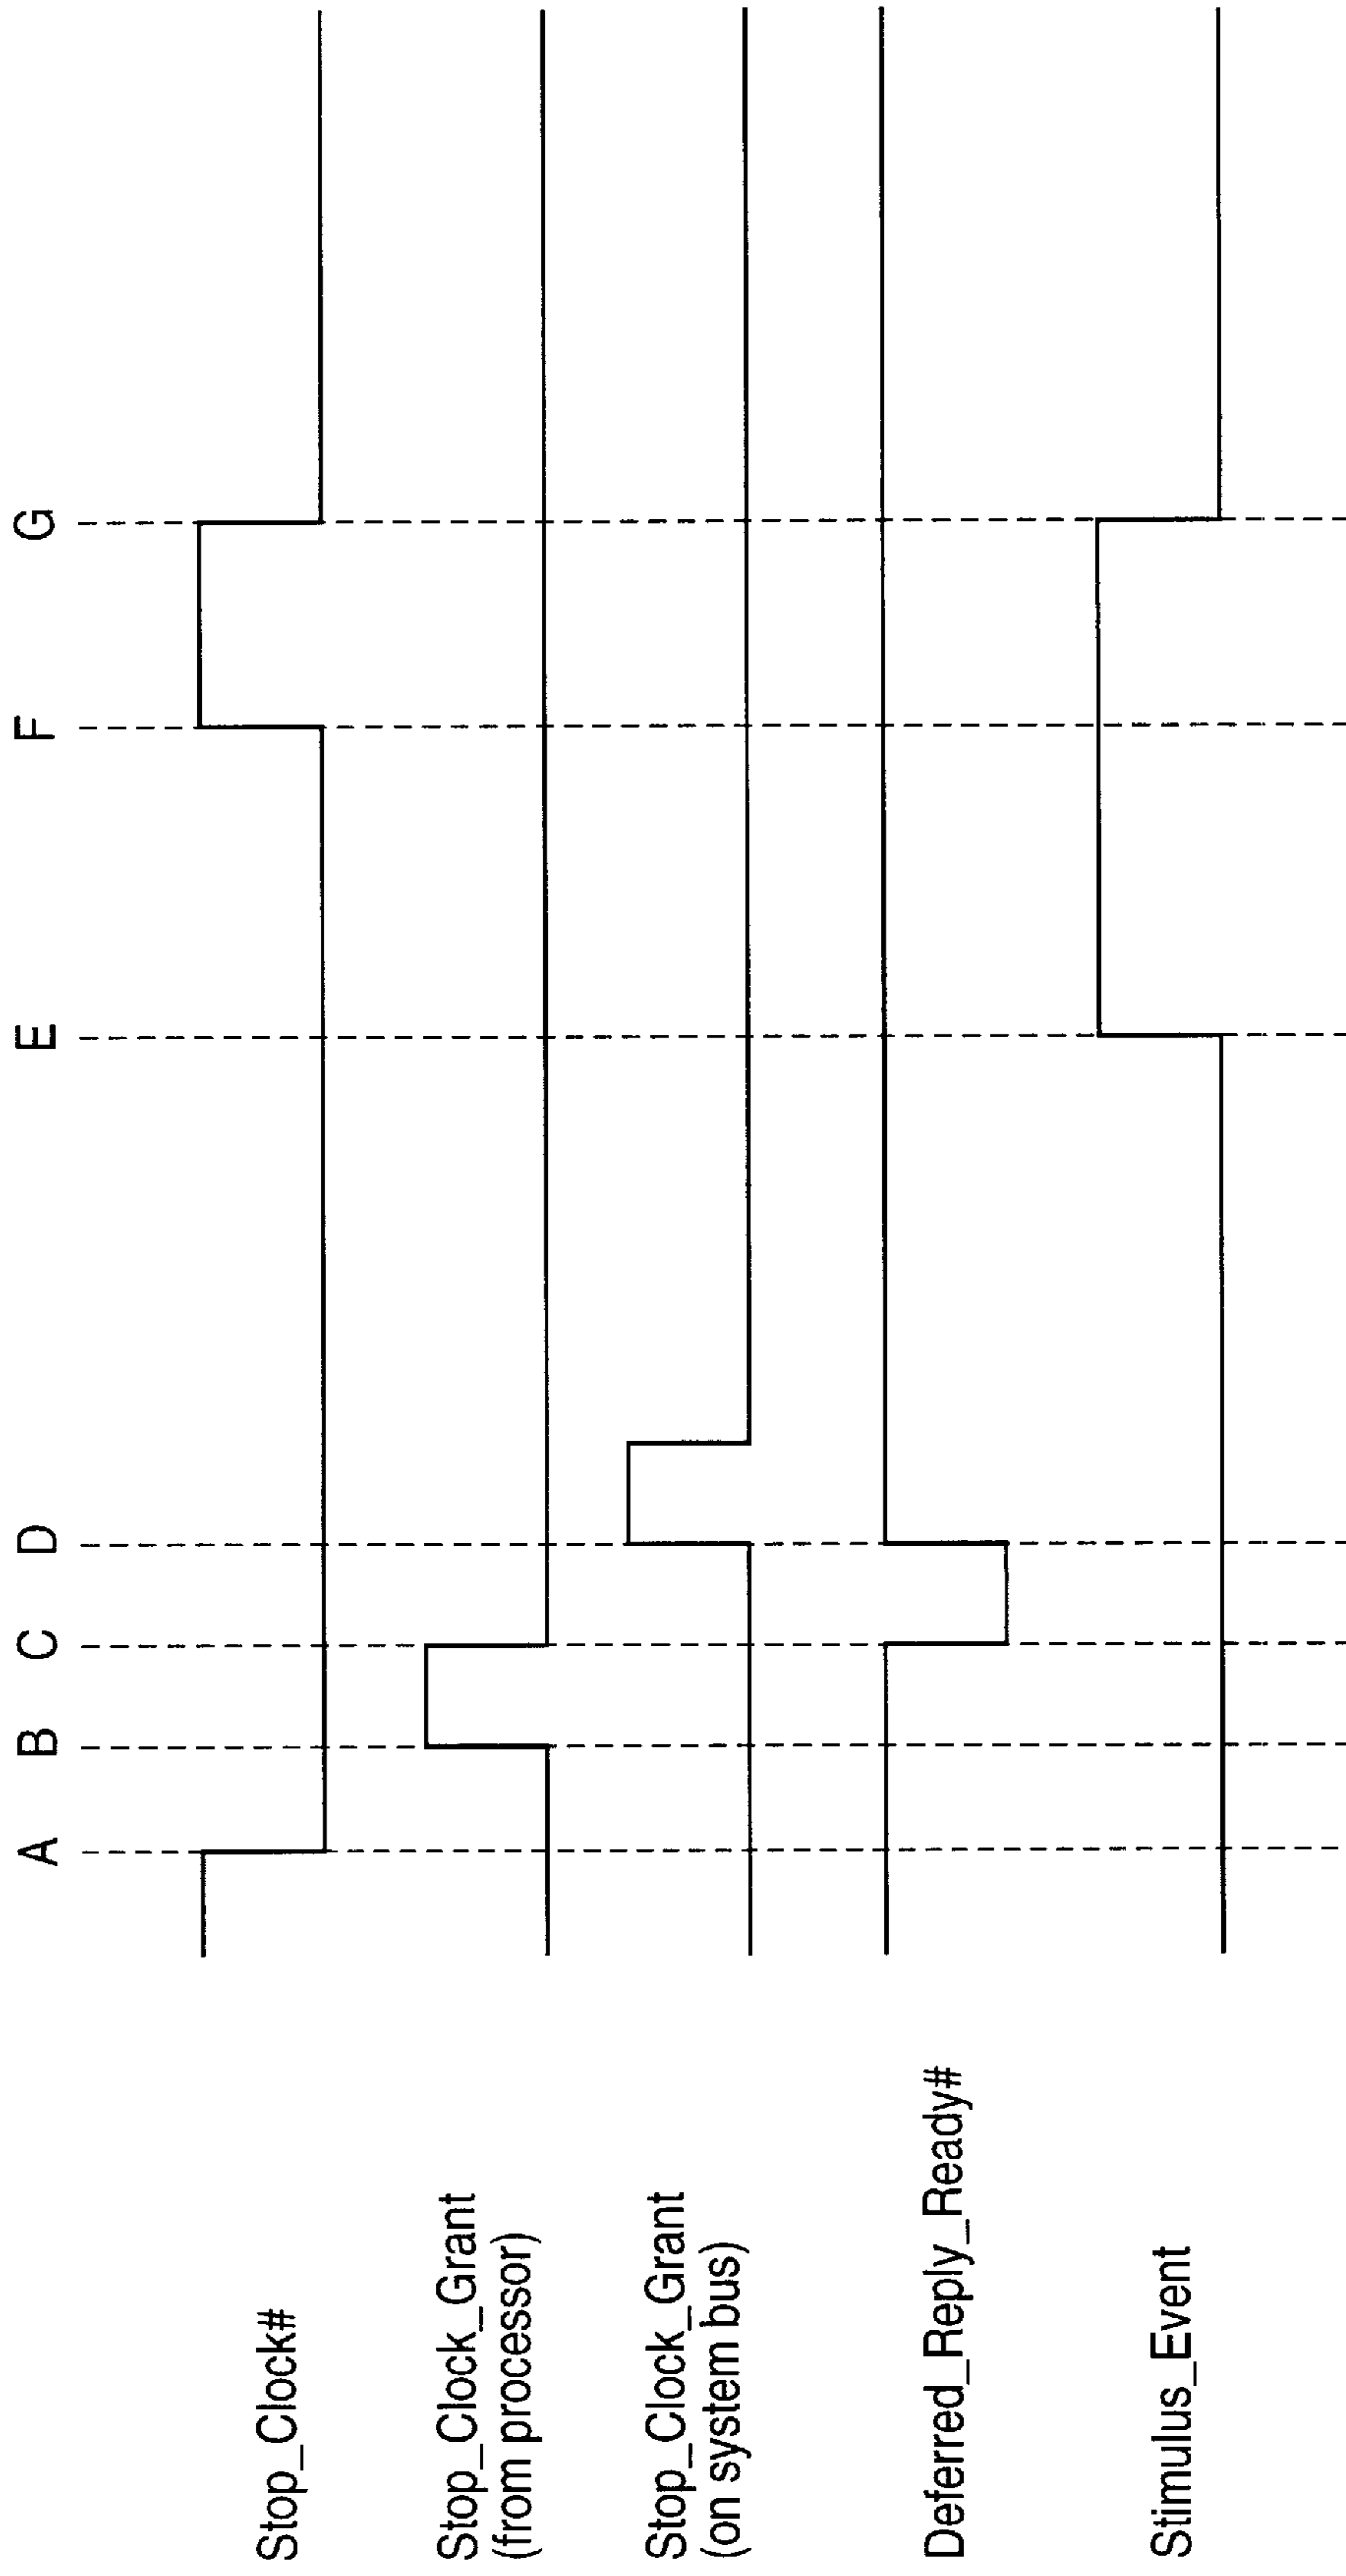 A B C D E F G
Stop_Clock#
Stop_Clock_Grant
(from processor)
Stop_Clock_Grant
(on system bus)
Deferred_Reply_Ready#
Stimulus_Event